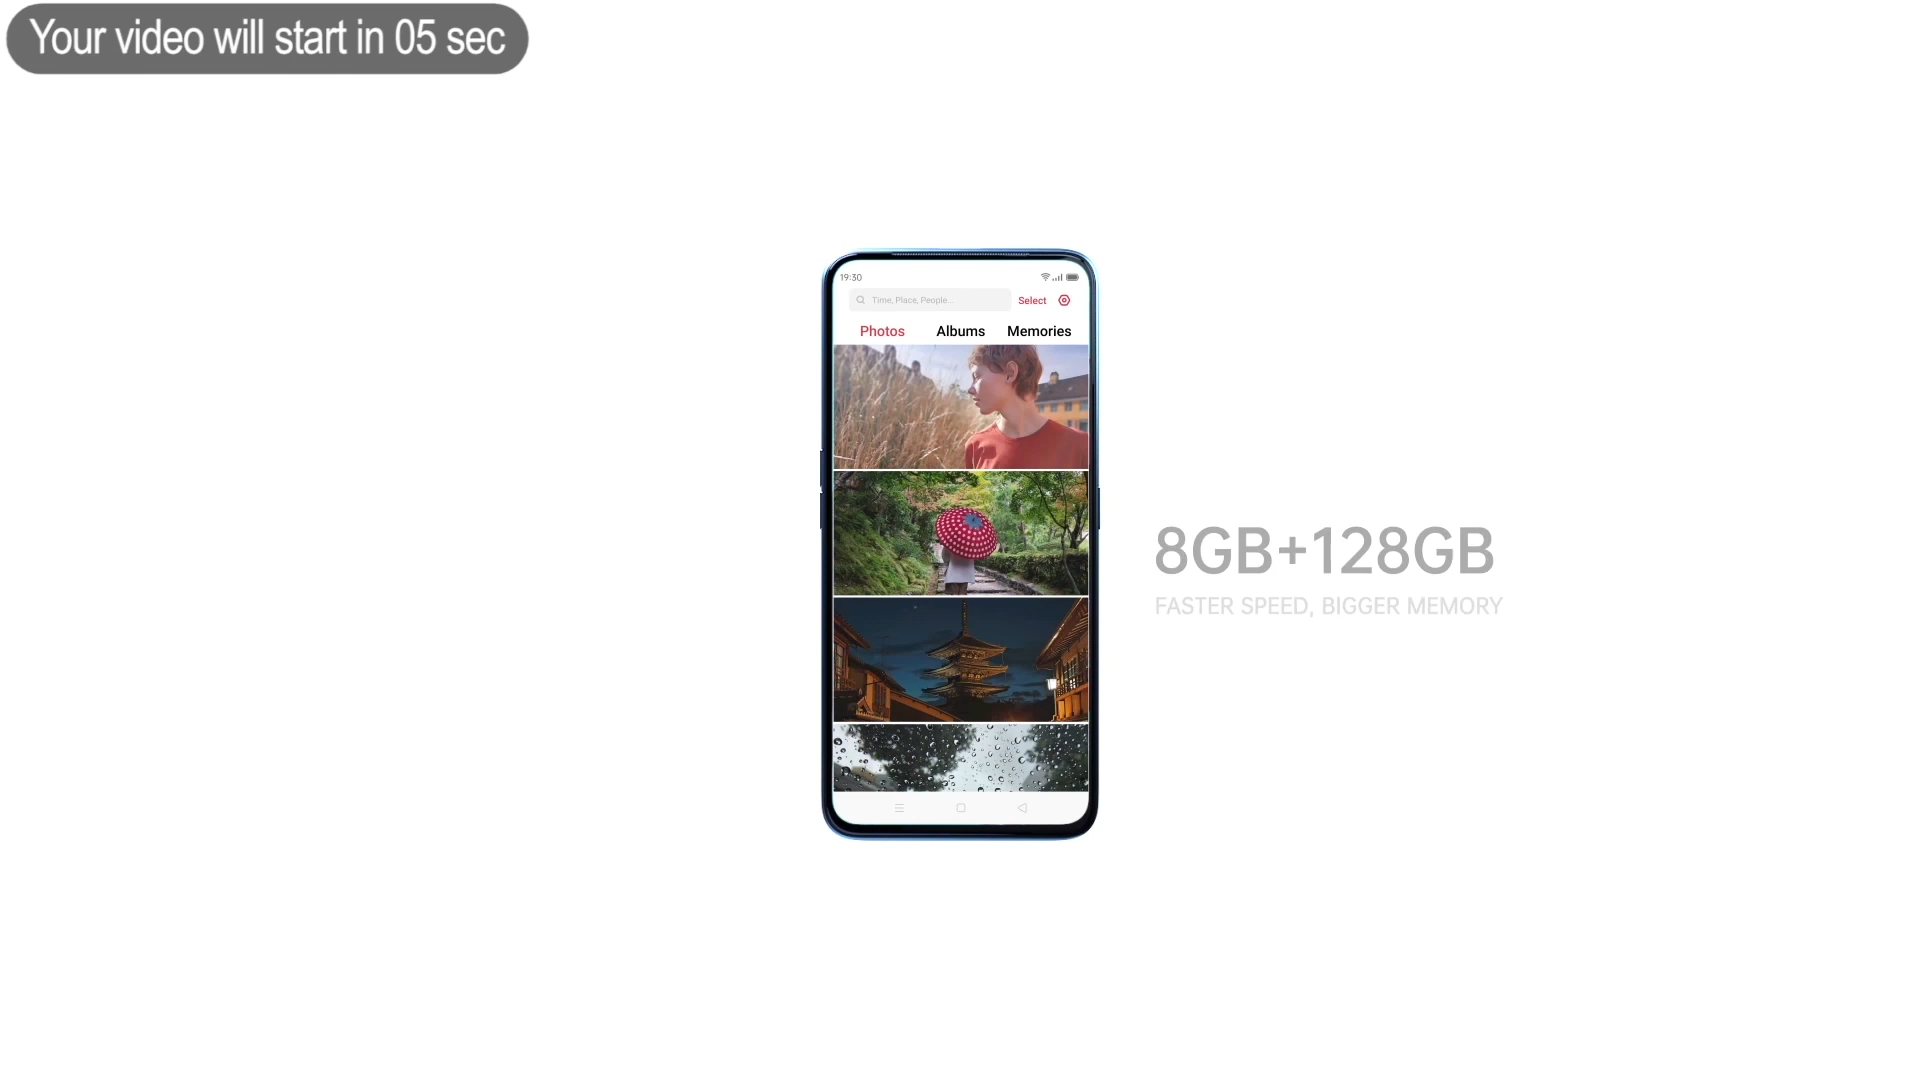 Your video will start in 05 sec
19:30
Time, Place, People...
Select
Photos Albums Memories
8GB+128GB
FASTER SPEED, BIGGER MEMORY